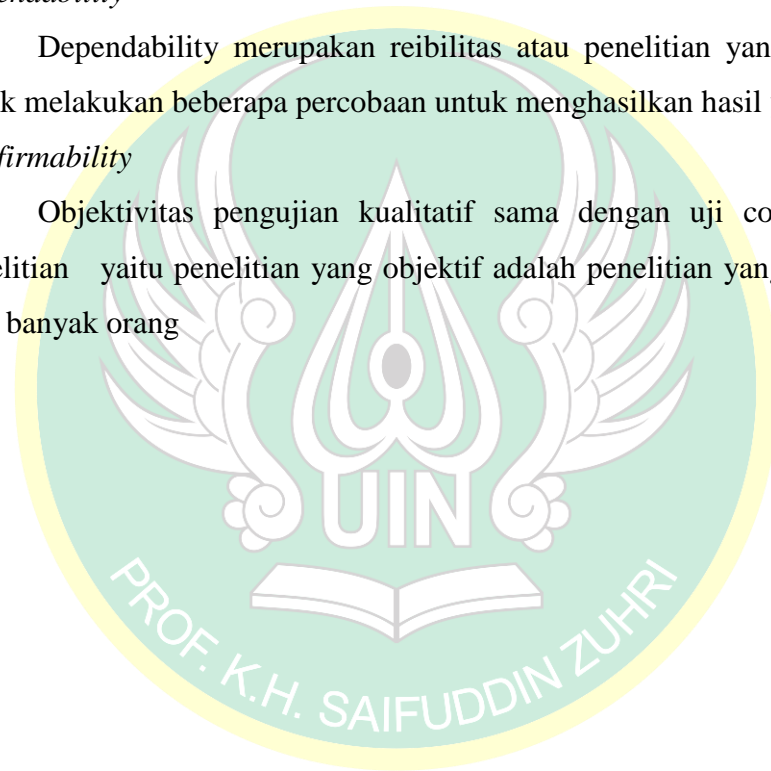 endability
Dependability merupakan reibilitas atau penelitian yan
k melakukan beberapa percobaan untuk menghasilkan hasil
firmability
Objektivitas pengujian kualitatif sama dengan uji co
elitian yaitu penelitian yang objektif adalah penelitian yang
banyak orang
UIN
PROF. K.H. SAIFUDDIN ZUHRI